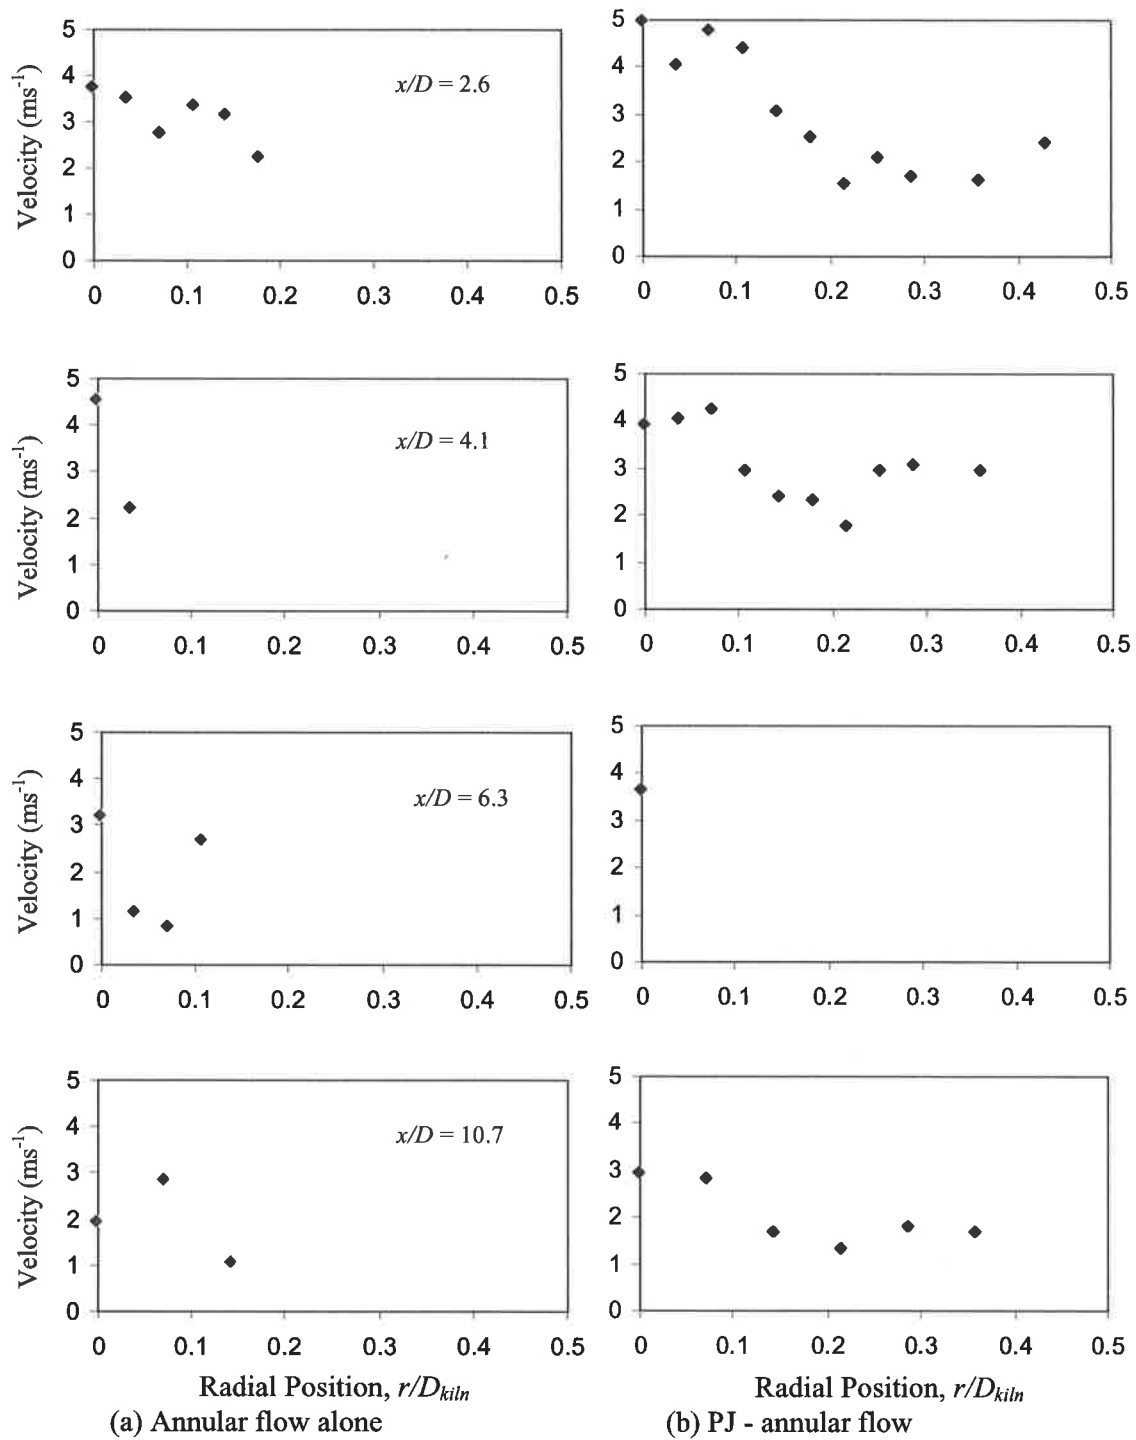 5
4
3
2
1
0
Velocity (ms-1)
x/D = 2.6
0 0.1 0.2 0.3 0.4 0.5
5
4
3
2
1
0
0 0.1 0.2 0.3 0.4 0.5
5
4
3
2
1
0
Velocity (ms-1)
x/D = 4.1
0 0.1 0.2 0.3 0.4 0.5
5
4
3
2
1
0
0 0.1 0.2 0.3 0.4 0.5
5
4
3
2
1
0
Velocity (ms-1)
x/D = 6.3
0 0.1 0.2 0.3 0.4 0.5
5
4
3
2
1
0
0 0.1 0.2 0.3 0.4 0.5
5
4
3
2
1
0
Velocity (ms-1)
x/D = 10.7
0 0.1 0.2 0.3 0.4 0.5
Radial Position, r/Dkiln
(a) Annular flow alone
5
4
3
2
1
0
0 0.1 0.2 0.3 0.4 0.5
Radial Position, r/Dkiln
(b) PJ - annular flow